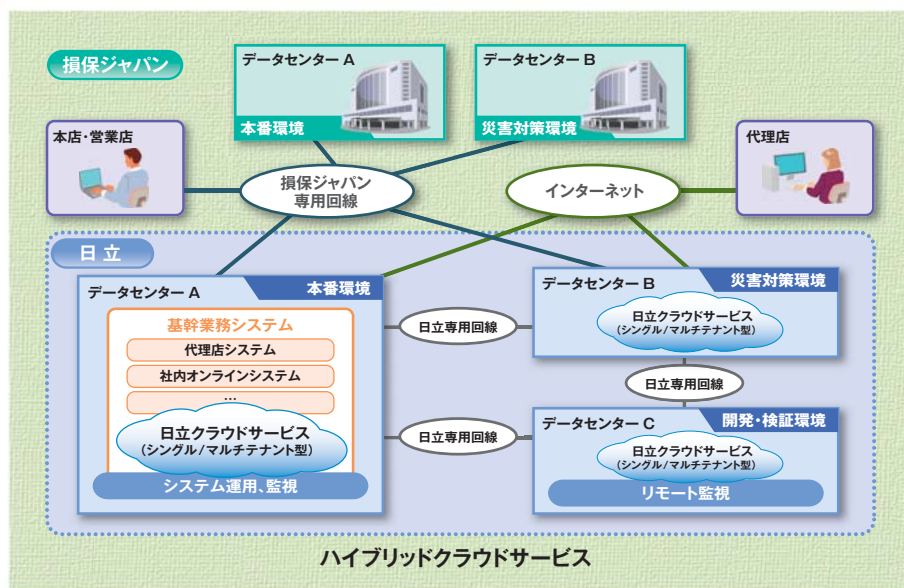 損保ジャパン
データセンター A
本番環境
データセンター B
災害対策環境
本店・営業店
代理店
損保ジャパン
専用回線
インターネット
日立
データセンター A
本番環境
基幹業務システム
代理店システム
社内オンラインシステム
…
日立クラウドサービス
(シングル/マルチテナント型)
システム運用、監視
日立専用回線
日立専用回線
データセンター B
災害対策環境
日立クラウドサービス
(シングル/マルチテナント型)
日立専用回線
データセンター C
開発・検証環境
日立クラウドサービス
(シングル/マルチテナント型)
リモート監視
ハイブリッドクラウドサービス